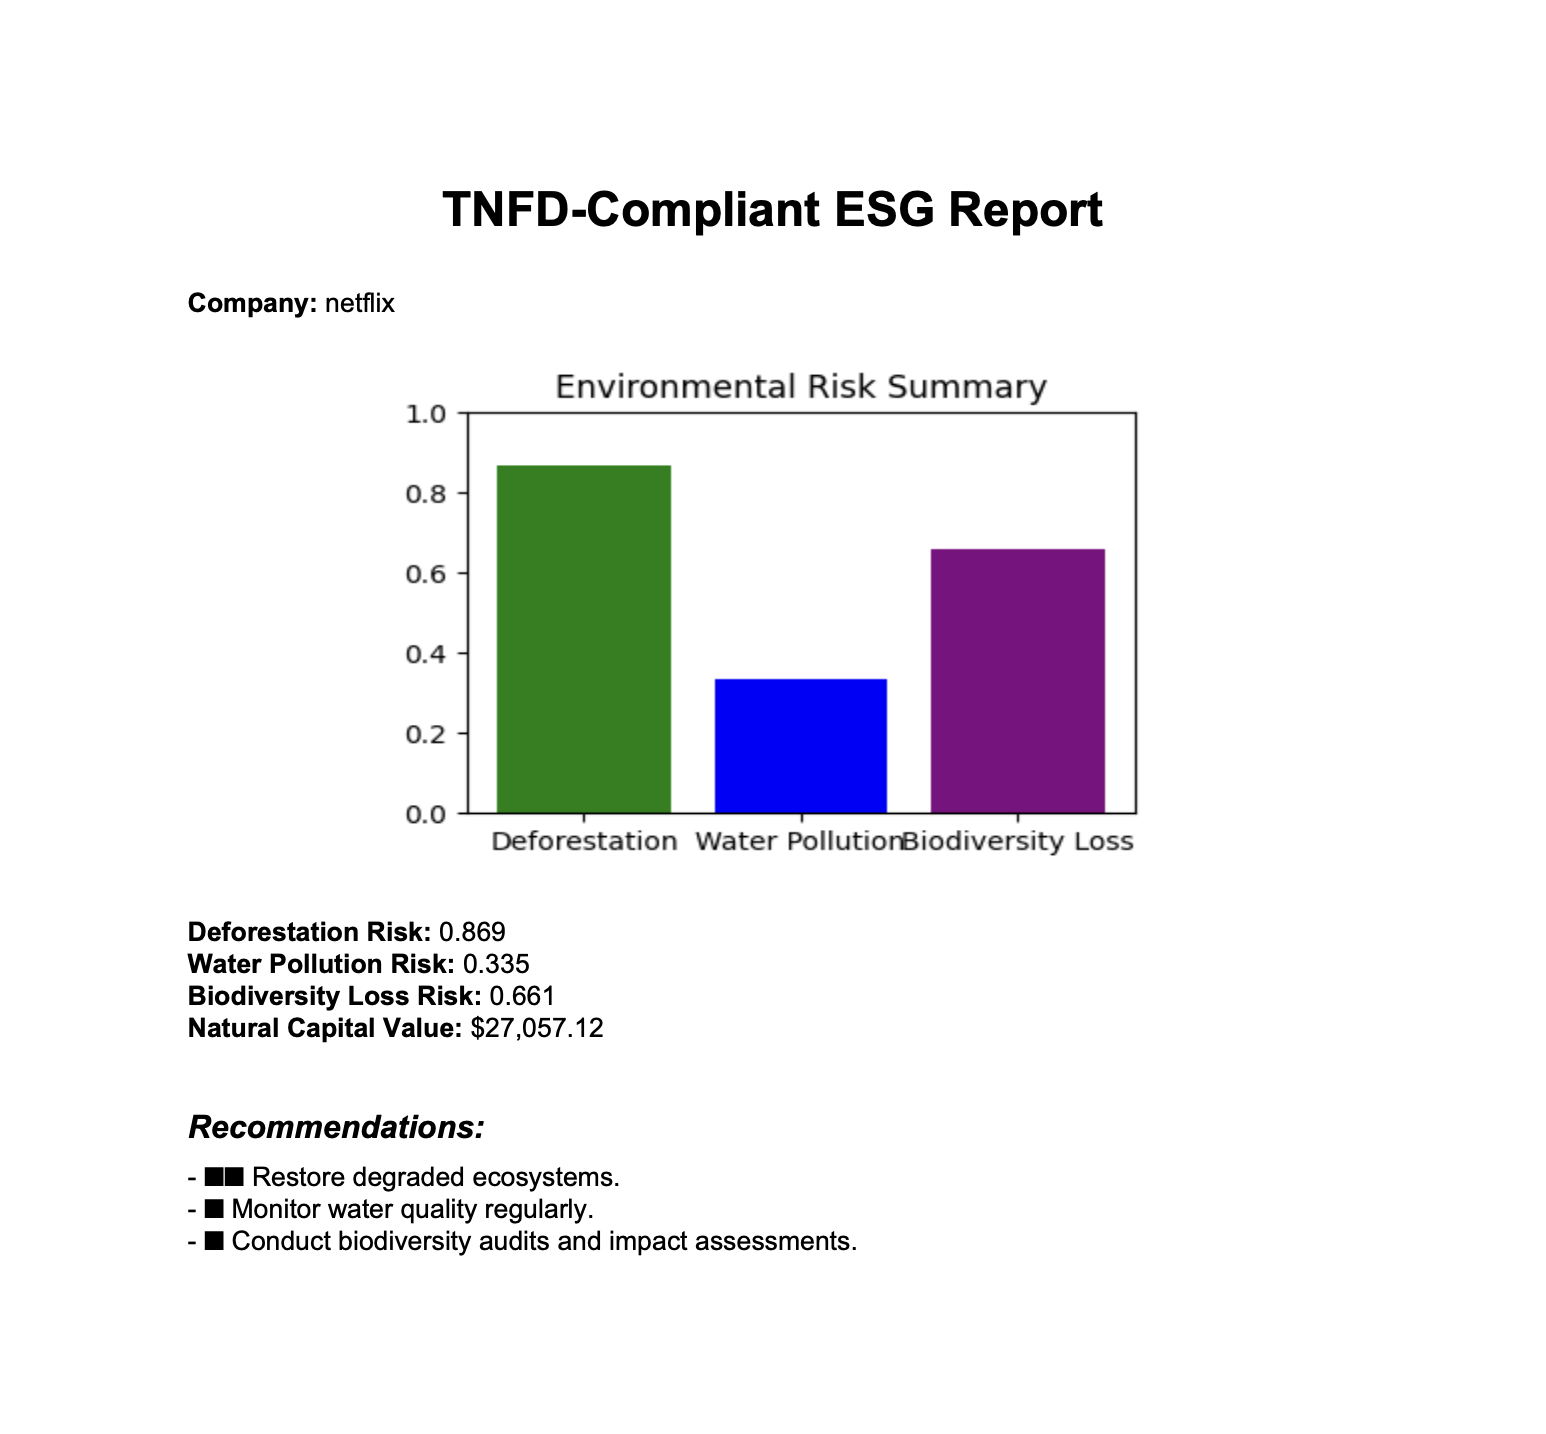 TNFD-Compliant ESG Report
Company: netflix
Environmental Risk Summary
1.0
0.8
0.6
0.4
0.2
0.0
Deforestation Water Pollution Biodiversity Loss
Deforestation Risk: 0.869
Water Pollution Risk: 0.335
Biodiversity Loss Risk: 0.661
Natural Capital Value: $27,057.12
Recommendations:
- ■■ Restore degraded ecosystems.
- ■ Monitor water quality regularly.
- ■ Conduct biodiversity audits and impact assessments.